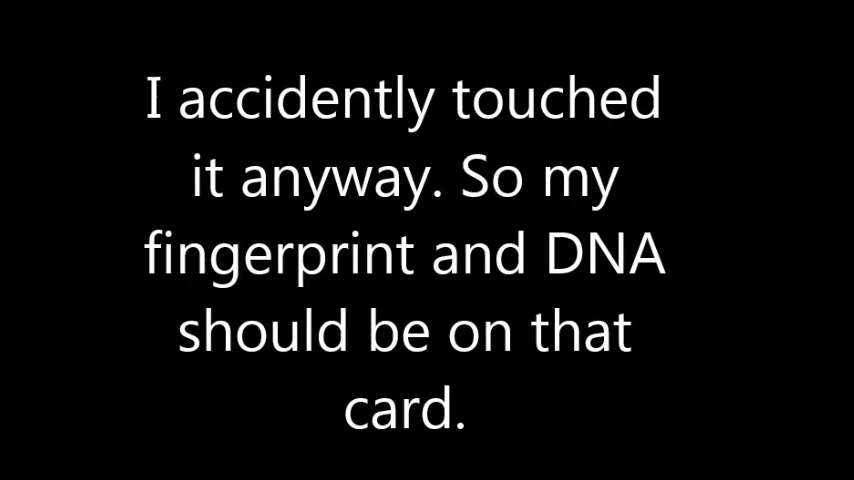 I accidently touched
it anyway. So my
fingerprint and DNA
should be on that
card.